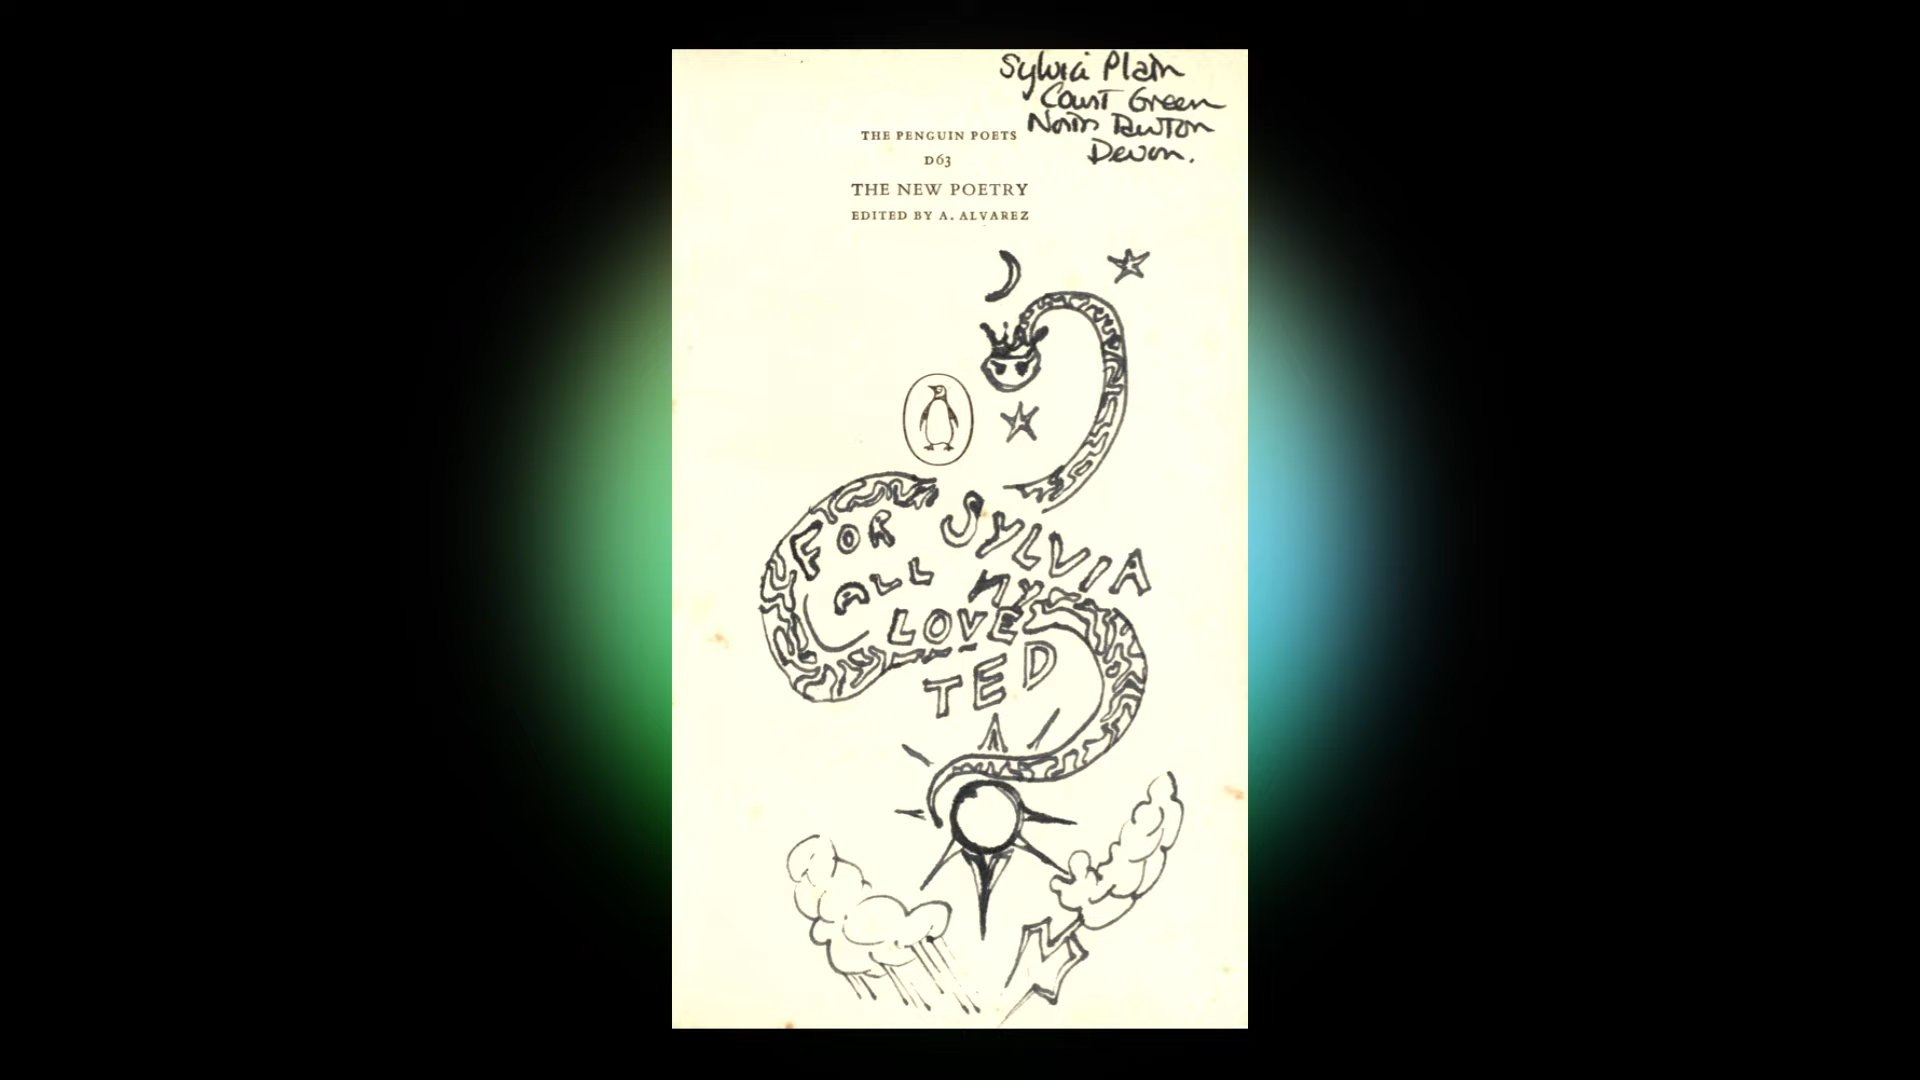 Sylvia Plath
Court Green
North Tawton
Devon.
THE PENGUIN POETS
D63
THE NEW POETRY
EDITED BY A. ALVAREZ
FOR SYLVIA
ALL MY
LOVE
TED